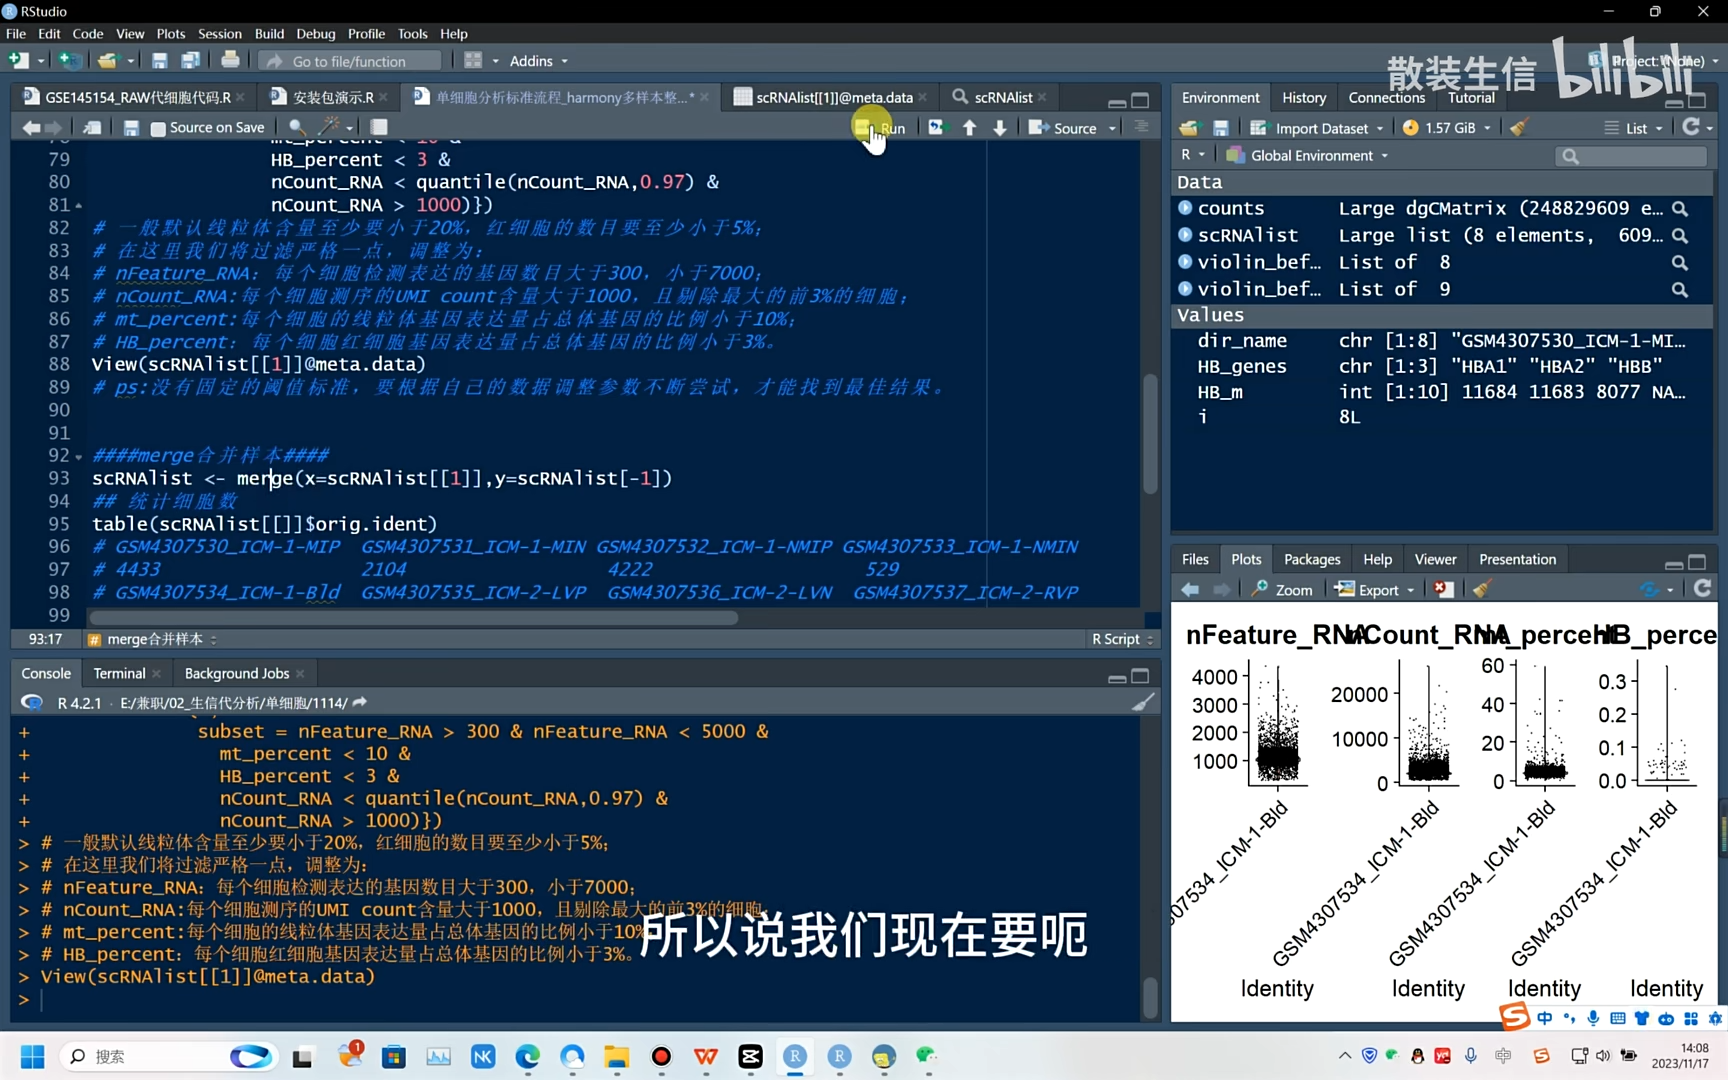 RStudio
File Edit Code View Plots Session Build Debug Profile Tools Help
Go to file/function Addins Project: (None)
散装生信 bilibili
GSE145154_RAW代细胞代码.R 安装包演示.R 单细胞分析标准流程_harmony多样本整...* scRNAlist[[1]]@meta.data scRNAlist
Source on Save Run Source
79 HB_percent < 3 &
80 nCount_RNA < quantile(nCount_RNA,0.97) &
81 nCount_RNA > 1000)})
82 # 一般默认线粒体含量至少要小于20%，红细胞的数目要至少小于5%；
83 # 在这里我们将过滤严格一点，调整为：
84 # nFeature_RNA：每个细胞检测表达的基因数目大于300，小于7000；
85 # nCount_RNA:每个细胞测序的UMI count含量大于1000，且剔除最大的前3%的细胞；
86 # mt_percent:每个细胞的线粒体基因表达量占总体基因的比例小于10%；
87 # HB_percent：每个细胞红细胞基因表达量占总体基因的比例小于3%。
88 View(scRNAlist[[1]]@meta.data)
89 # ps:没有固定的阈值标准，要根据自己的数据调整参数不断尝试，才能找到最佳结果。
90
91
92 ####merge合并样本####
93 scRNAlist <- merge(x=scRNAlist[[1]],y=scRNAlist[-1])
94 ## 统计细胞数
95 table(scRNAlist[[]]$orig.ident)
96 # GSM4307530_ICM-1-MIP GSM4307531_ICM-1-MIN GSM4307532_ICM-1-NMIP GSM4307533_ICM-1-NMIN
97 # 4433 2104 4222 529
98 # GSM4307534_ICM-1-Bld GSM4307535_ICM-2-LVP GSM4307536_ICM-2-LVN GSM4307537_ICM-2-RVP
99
93:17 merge合并样本 R Script
Console Terminal Background Jobs
R 4.2.1 · E:/兼职/02_生信代分析/单细胞/1114/
+ subset = nFeature_RNA > 300 & nFeature_RNA < 5000 &
+ mt_percent < 10 &
+ HB_percent < 3 &
+ nCount_RNA < quantile(nCount_RNA,0.97) &
+ nCount_RNA > 1000)})
> # 一般默认线粒体含量至少要小于20%，红细胞的数目要至少小于5%；
> # 在这里我们将过滤严格一点，调整为：
> # nFeature_RNA：每个细胞检测表达的基因数目大于300，小于7000；
> # nCount_RNA:每个细胞测序的UMI count含量大于1000，且剔除最大的前3%的细胞；
> # mt_percent:每个细胞的线粒体基因表达量占总体基因的比例小于10%
> # HB_percent：每个细胞红细胞基因表达量占总体基因的比例小于3%。
> View(scRNAlist[[1]]@meta.data)
>
所以说我们现在要呃
Environment History Connections Tutorial
Import Dataset 1.57 GiB List
R Global Environment
Data
counts Large dgCMatrix (248829609 e…
scRNAlist Large list (8 elements, 609…
violin_bef… List of 8
violin_bef… List of 9
Values
dir_name chr [1:8] "GSM4307530_ICM-1-MI…
HB_genes chr [1:3] "HBA1" "HBA2" "HBB"
HB_m int [1:10] 11684 11683 8077 NA…
i 8L
Files Plots Packages Help Viewer Presentation
Zoom Export
nFeature_RNA nCount_RNA mt_percent HB_perce
4000 3000 2000 1000
20000 10000 0
60 40 20 0
0.3 0.2 0.1 0.0
07534_ICM-1-Bld GSM4307534_ICM-1-Bld GSM4307534_ICM-1-Bld GSM4307534_ICM-1-Bld
Identity Identity Identity Identity
中
搜索
14:08
2023/11/17